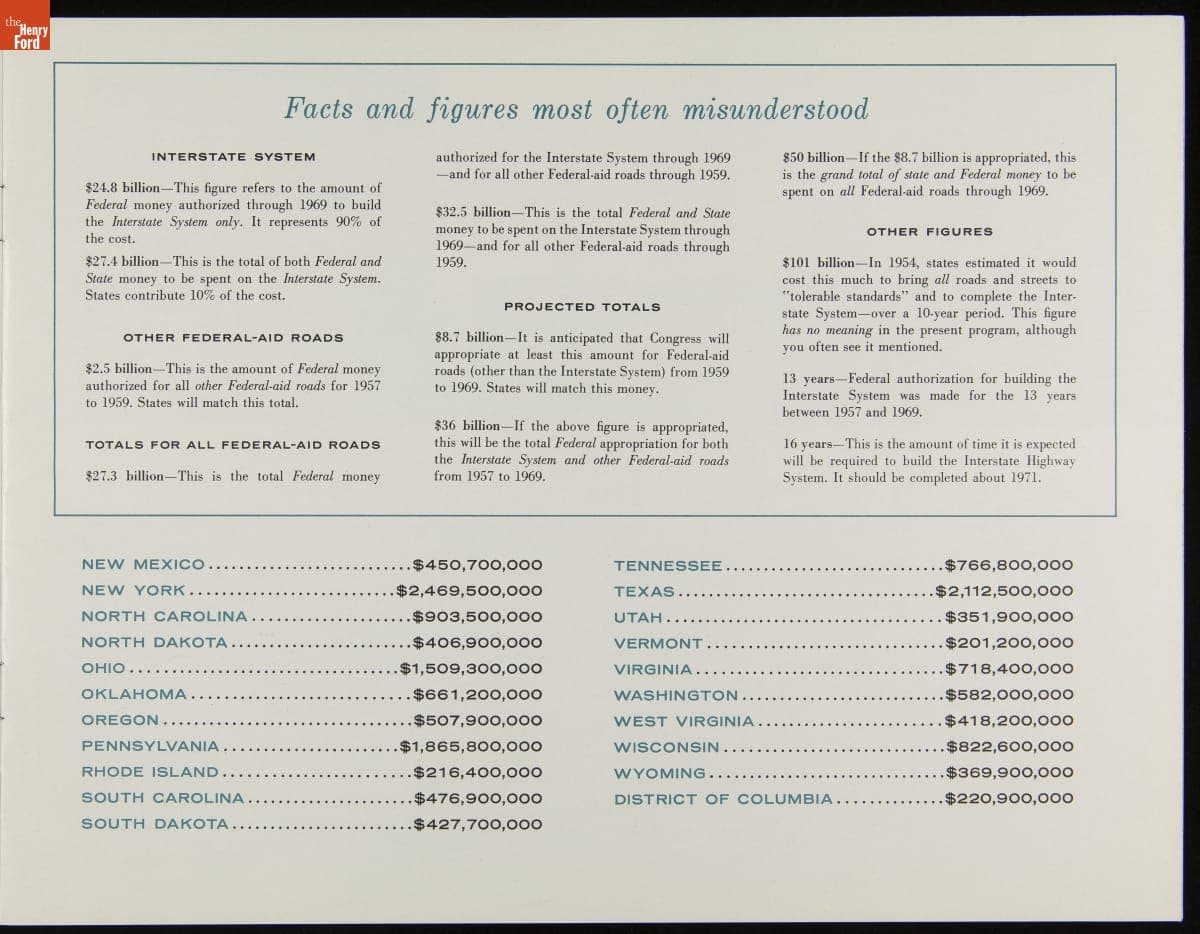 the
Henry
Ford
Facts and figures most often misunderstood
INTERSTATE SYSTEM
$24.8 billion—This figure refers to the amount of
Federal money authorized through 1969 to build
the Interstate System only. It represents 90% of
the cost.
$27.4 billion—This is the total of both Federal and
State money to be spent on the Interstate System.
States contribute 10% of the cost.
OTHER FEDERAL-AID ROADS
$2.5 billion—This is the amount of Federal money
authorized for all other Federal-aid roads for 1957
to 1959. States will match this total.
TOTALS FOR ALL FEDERAL-AID ROADS
$27.3 billion—This is the total Federal money
authorized for the Interstate System through 1969
—and for all other Federal-aid roads through 1959.
$32.5 billion—This is the total Federal and State
money to be spent on the Interstate System through
1969—and for all other Federal-aid roads through
1959.
PROJECTED TOTALS
$8.7 billion—It is anticipated that Congress will
appropriate at least this amount for Federal-aid
roads (other than the Interstate System) from 1959
to 1969. States will match this money.
$36 billion—If the above figure is appropriated,
this will be the total Federal appropriation for both
the Interstate System and other Federal-aid roads
from 1957 to 1969.
$50 billion—If the $8.7 billion is appropriated, this
is the grand total of state and Federal money to be
spent on all Federal-aid roads through 1969.
OTHER FIGURES
$101 billion—In 1954, states estimated it would
cost this much to bring all roads and streets to
"tolerable standards" and to complete the Inter-
state System—over a 10-year period. This figure
has no meaning in the present program, although
you often see it mentioned.
13 years—Federal authorization for building the
Interstate System was made for the 13 years
between 1957 and 1969.
16 years—This is the amount of time it is expected
will be required to build the Interstate Highway
System. It should be completed about 1971.
NEW MEXICO...........................$450,700,000
NEW YORK...........................$2,469,500,000
NORTH CAROLINA.....................$903,500,000
NORTH DAKOTA........................$406,900,000
OHIO...................................$1,509,300,000
OKLAHOMA.............................$661,200,000
OREGON.................................$507,900,000
PENNSYLVANIA.......................$1,865,800,000
RHODE ISLAND.........................$216,400,000
SOUTH CAROLINA......................$476,900,000
SOUTH DAKOTA........................$427,700,000
TENNESSEE.............................$766,800,000
TEXAS..................................$2,112,500,000
UTAH.....................................$351,900,000
VERMONT...............................$201,200,000
VIRGINIA.................................$718,400,000
WASHINGTON...........................$582,000,000
WEST VIRGINIA.........................$418,200,000
WISCONSIN.............................$822,600,000
WYOMING...............................$369,900,000
DISTRICT OF COLUMBIA..............$220,900,000